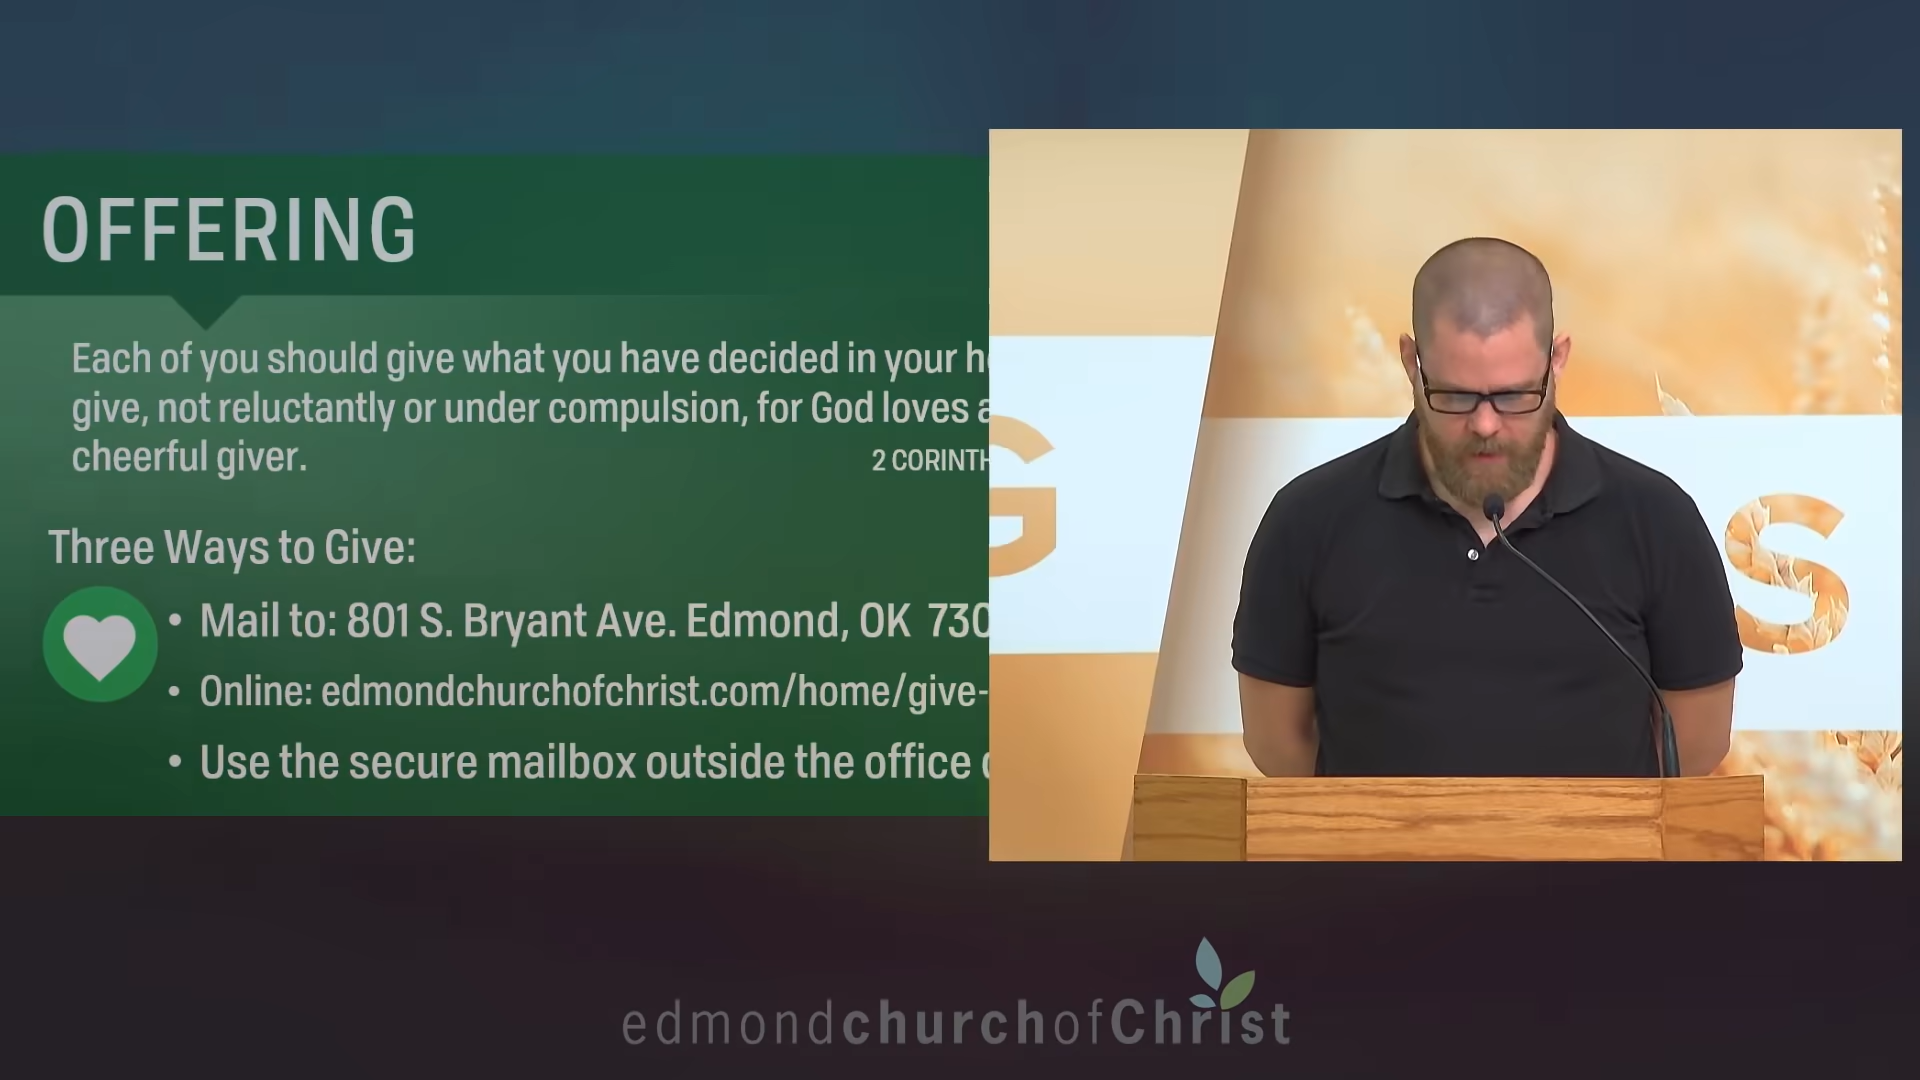 OFFERING
Each of you should give what you have decided in your
give, not reluctantly or under compulsion, for God loves a
cheerful giver.
2 CORINTH
Three Ways to Give:
• Mail to: 801 S. Bryant Ave. Edmond, OK 730
• Online: edmondchurchofchrist.com/home/give-
• Use the secure mailbox outside the office
G
S
edmondchurchofChrist